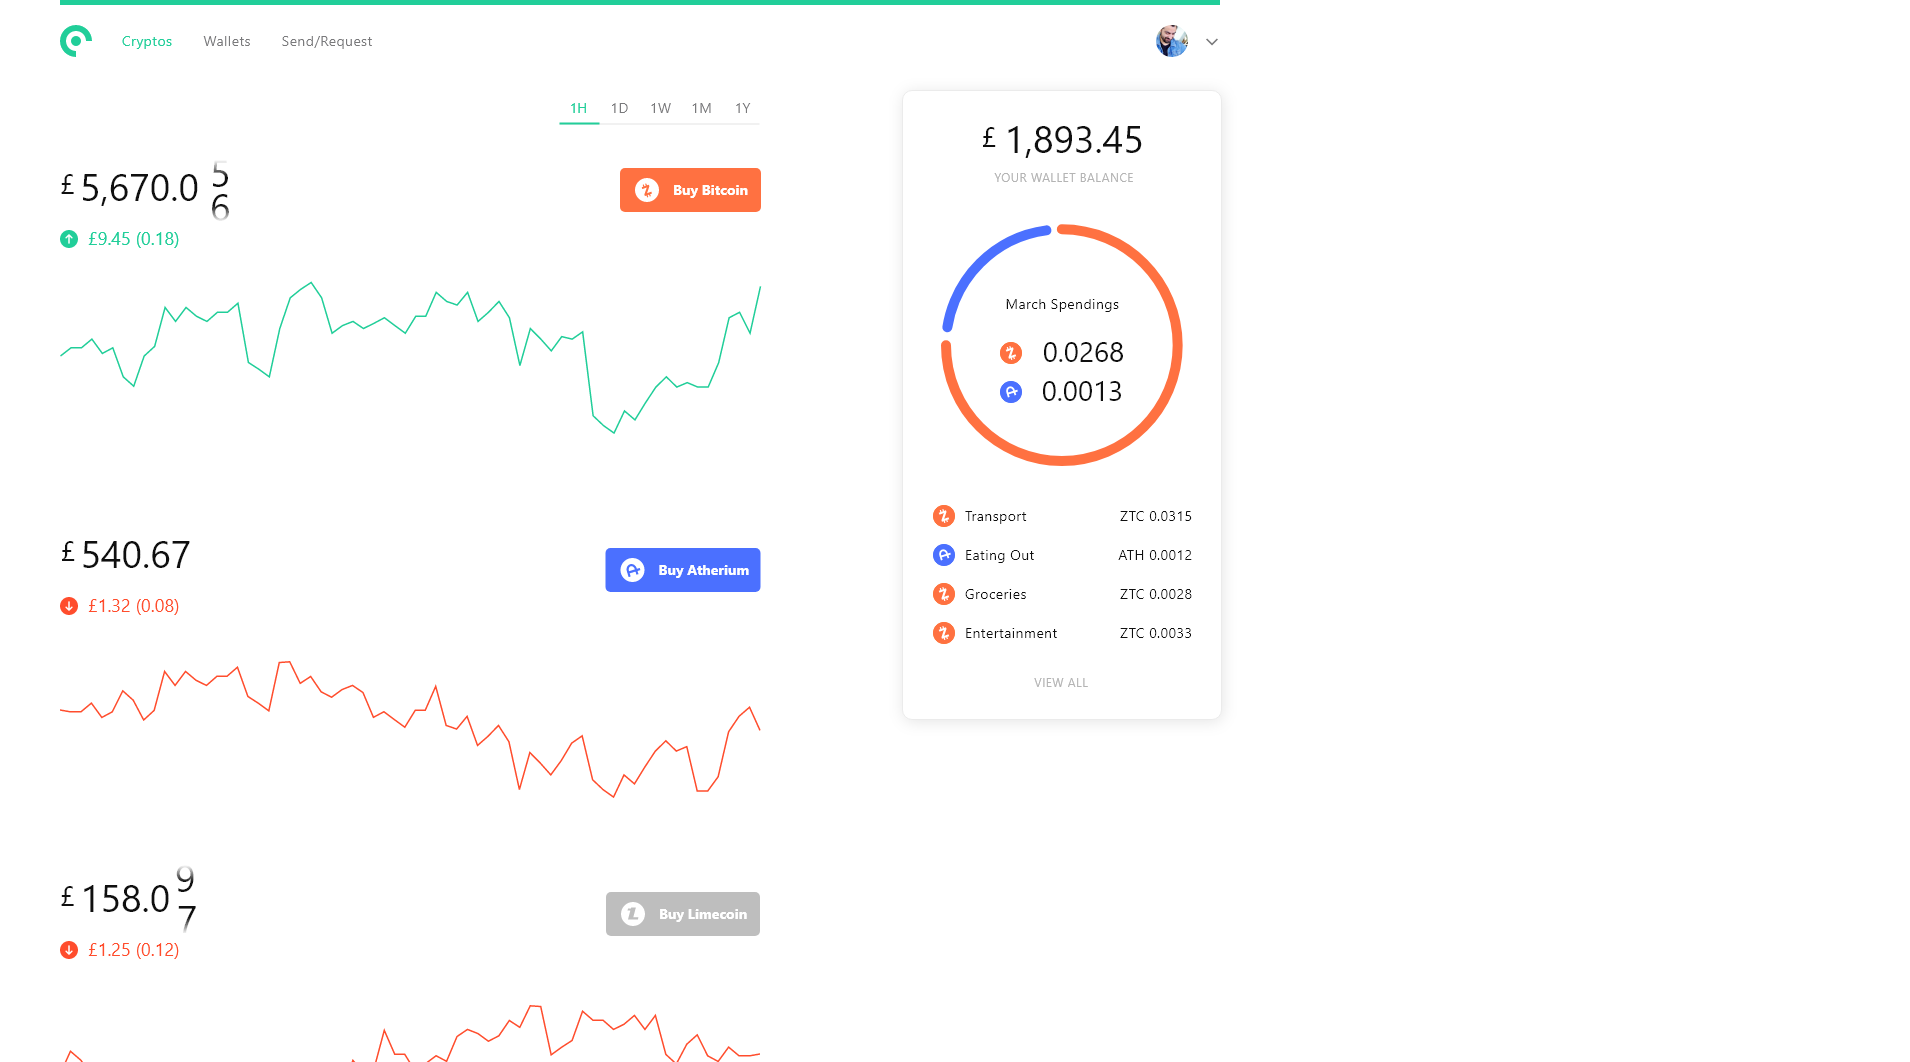 Cryptos Wallets Send/Request
1H 1D 1W 1M 1Y
£ 5,670.0 5
6
Buy Bitcoin
£9.45 (0.18)
£ 540.67
Buy Atherium
£1.32 (0.08)
£ 158.0 9
7
Buy Limecoin
£1.25 (0.12)
£ 1,893.45
YOUR WALLET BALANCE
March Spendings
0.0268
0.0013
Transport ZTC 0.0315
Eating Out ATH 0.0012
Groceries ZTC 0.0028
Entertainment ZTC 0.0033
VIEW ALL